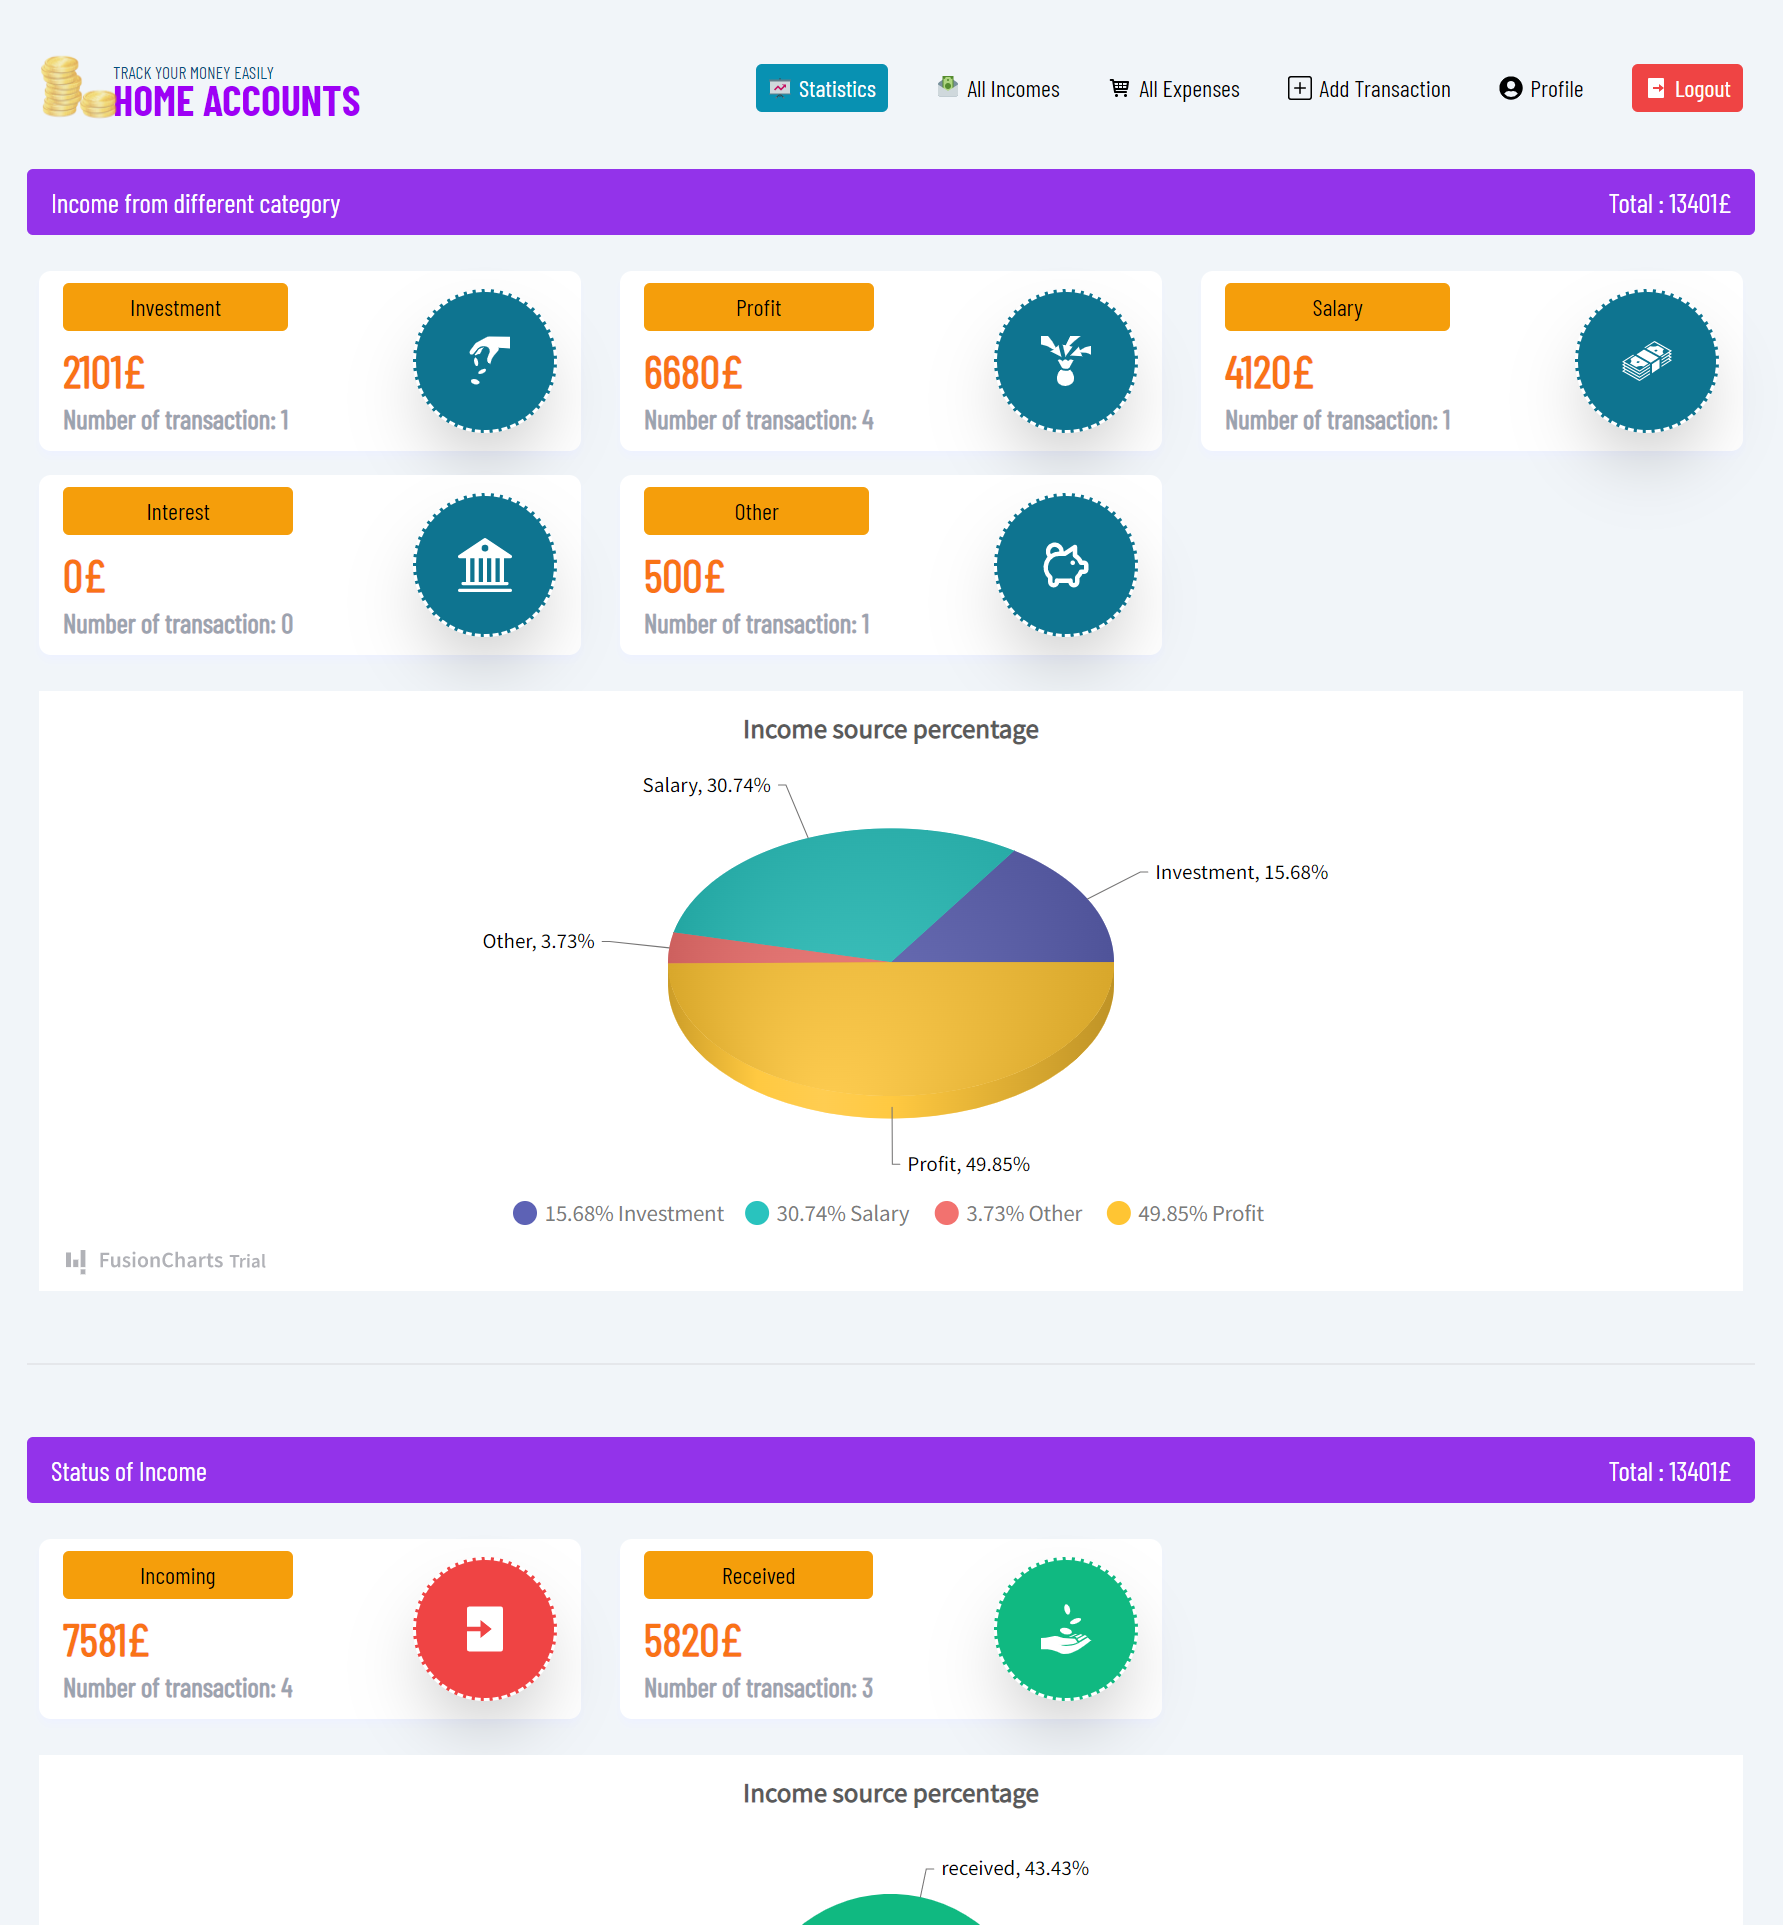 TRACK YOUR MONEY EASILY
HOME ACCOUNTS
Statistics
All Incomes
All Expenses
Add Transaction
Profile
Logout
Income from different category
Total : 13401£
Investment
2101£
Number of transaction: 1
Profit
6680£
Number of transaction: 4
Salary
4120£
Number of transaction: 1
Interest
0£
Number of transaction: 0
Other
500£
Number of transaction: 1
Income source percentage
Salary, 30.74%
Investment, 15.68%
Other, 3.73%
Profit, 49.85%
15.68% Investment
30.74% Salary
3.73% Other
49.85% Profit
FusionCharts Trial
Status of Income
Total : 13401£
Incoming
7581£
Number of transaction: 4
Received
5820£
Number of transaction: 3
Income source percentage
received, 43.43%